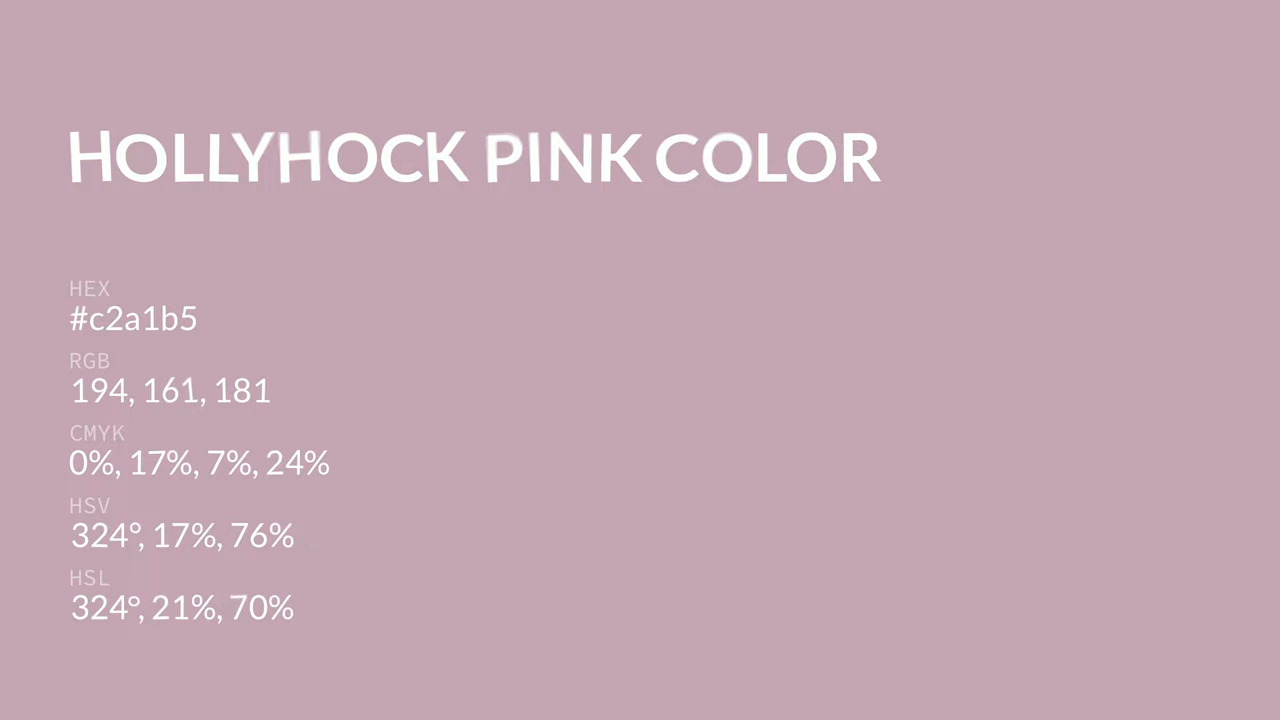 HOLLYHOCK PINK COLOR
HEX
#c2a1b5
RGB
194, 161, 181
CMYK
0%, 17%, 7%, 24%
HSV
324°, 17%, 76%
HSL
324°, 21%, 70%